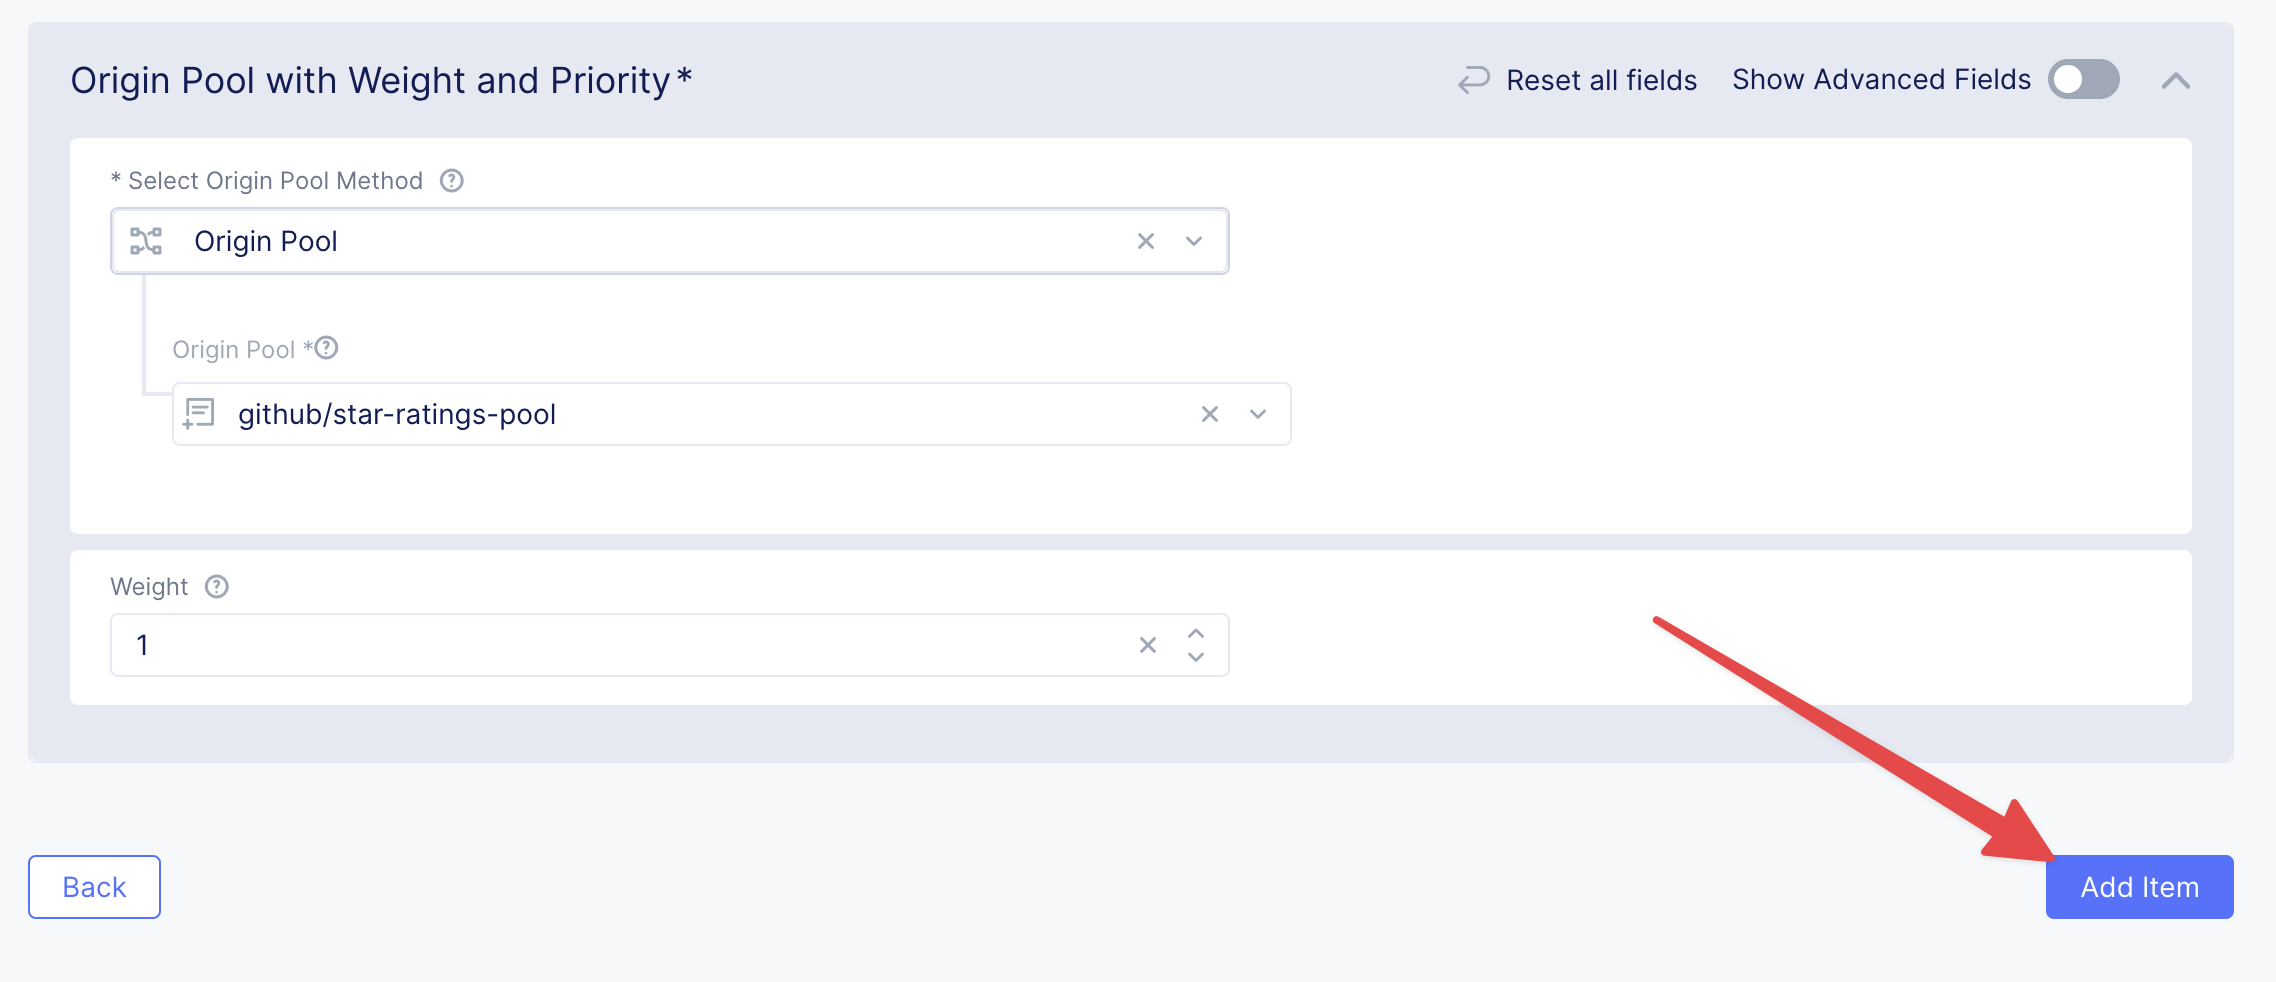 Origin Pool with Weight and Priority*
Reset all fields
Show Advanced Fields
* Select Origin Pool Method
Origin Pool
Origin Pool *
github/star-ratings-pool
Weight
1
Back
Add Item